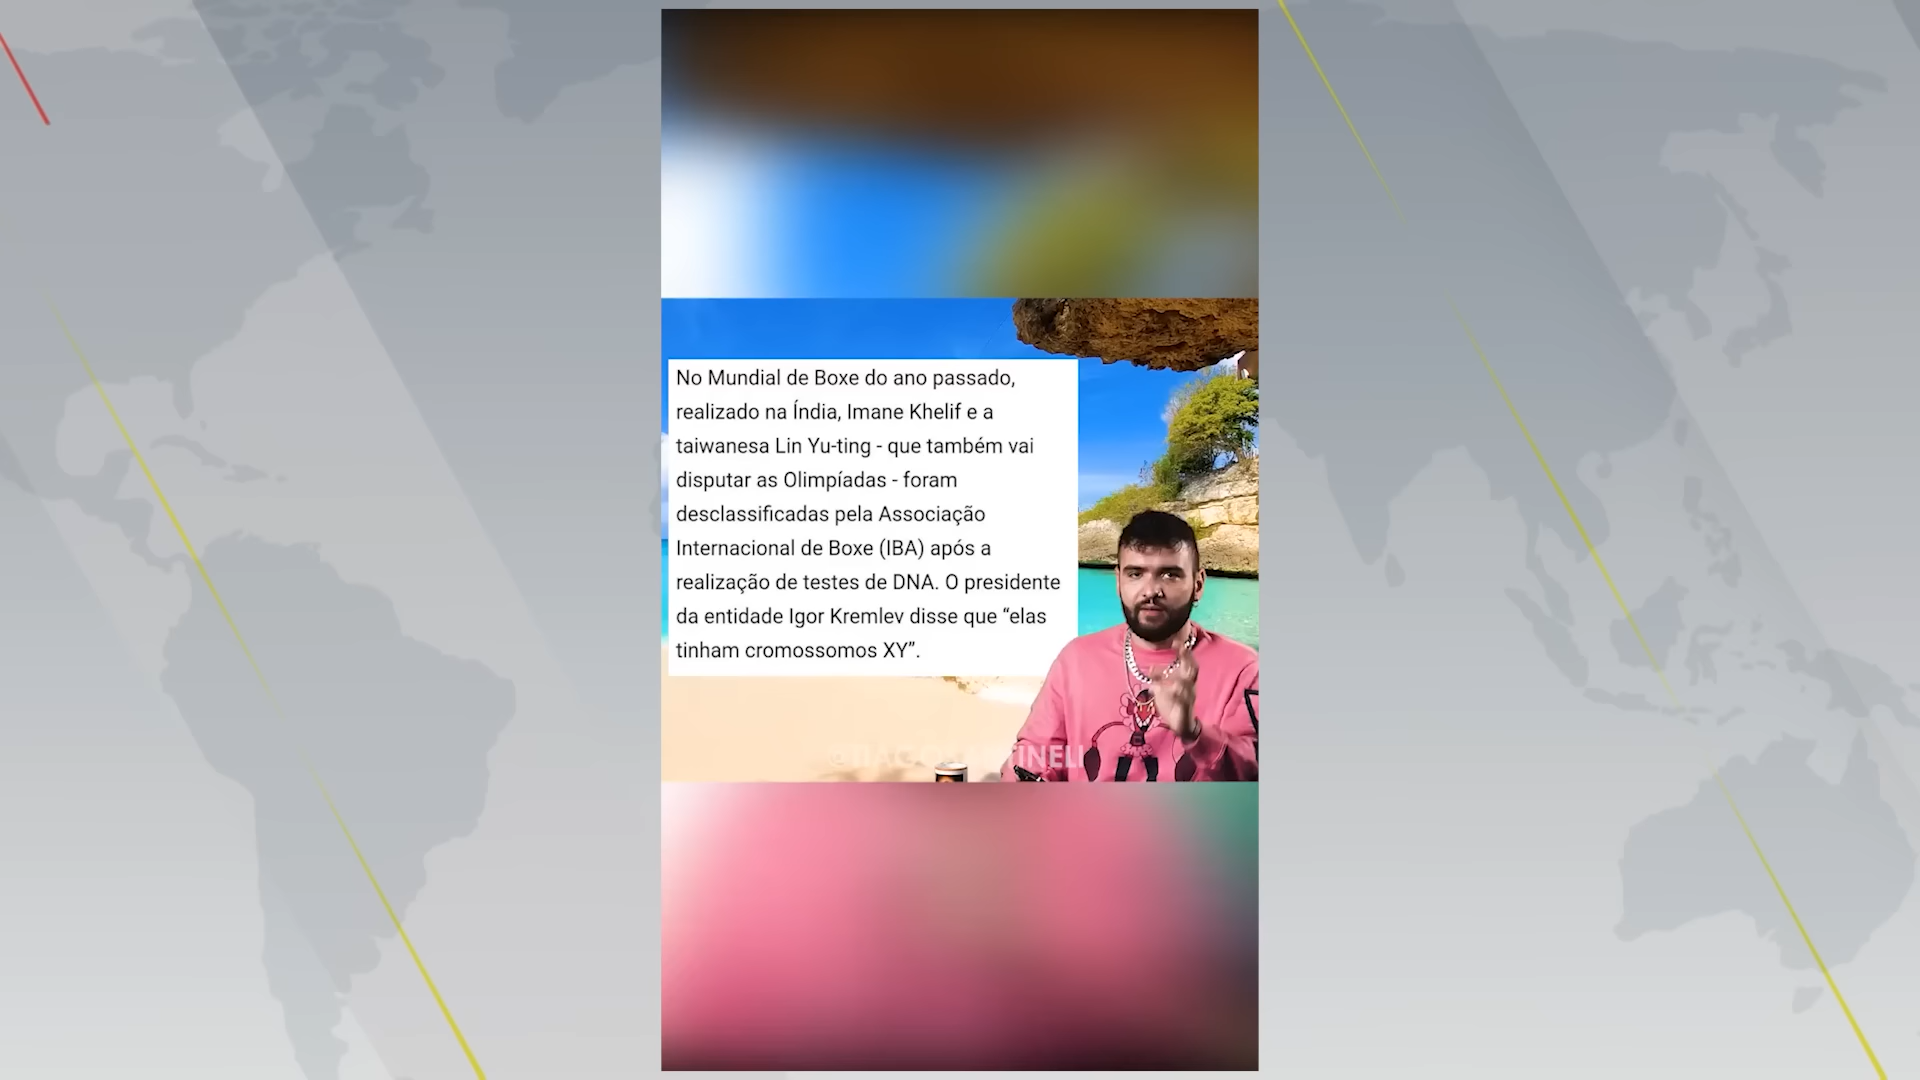 No Mundial de Boxe do ano passado,
realizado na Índia, Imane Khelif e a
taiwanesa Lin Yu-ting - que também vai
disputar as Olimpíadas - foram
desclassificadas pela Associação
Internacional de Boxe (IBA) após a
realização de testes de DNA. O presidente
da entidade Igor Kremlev disse que “elas
tinham cromossomos XY”.